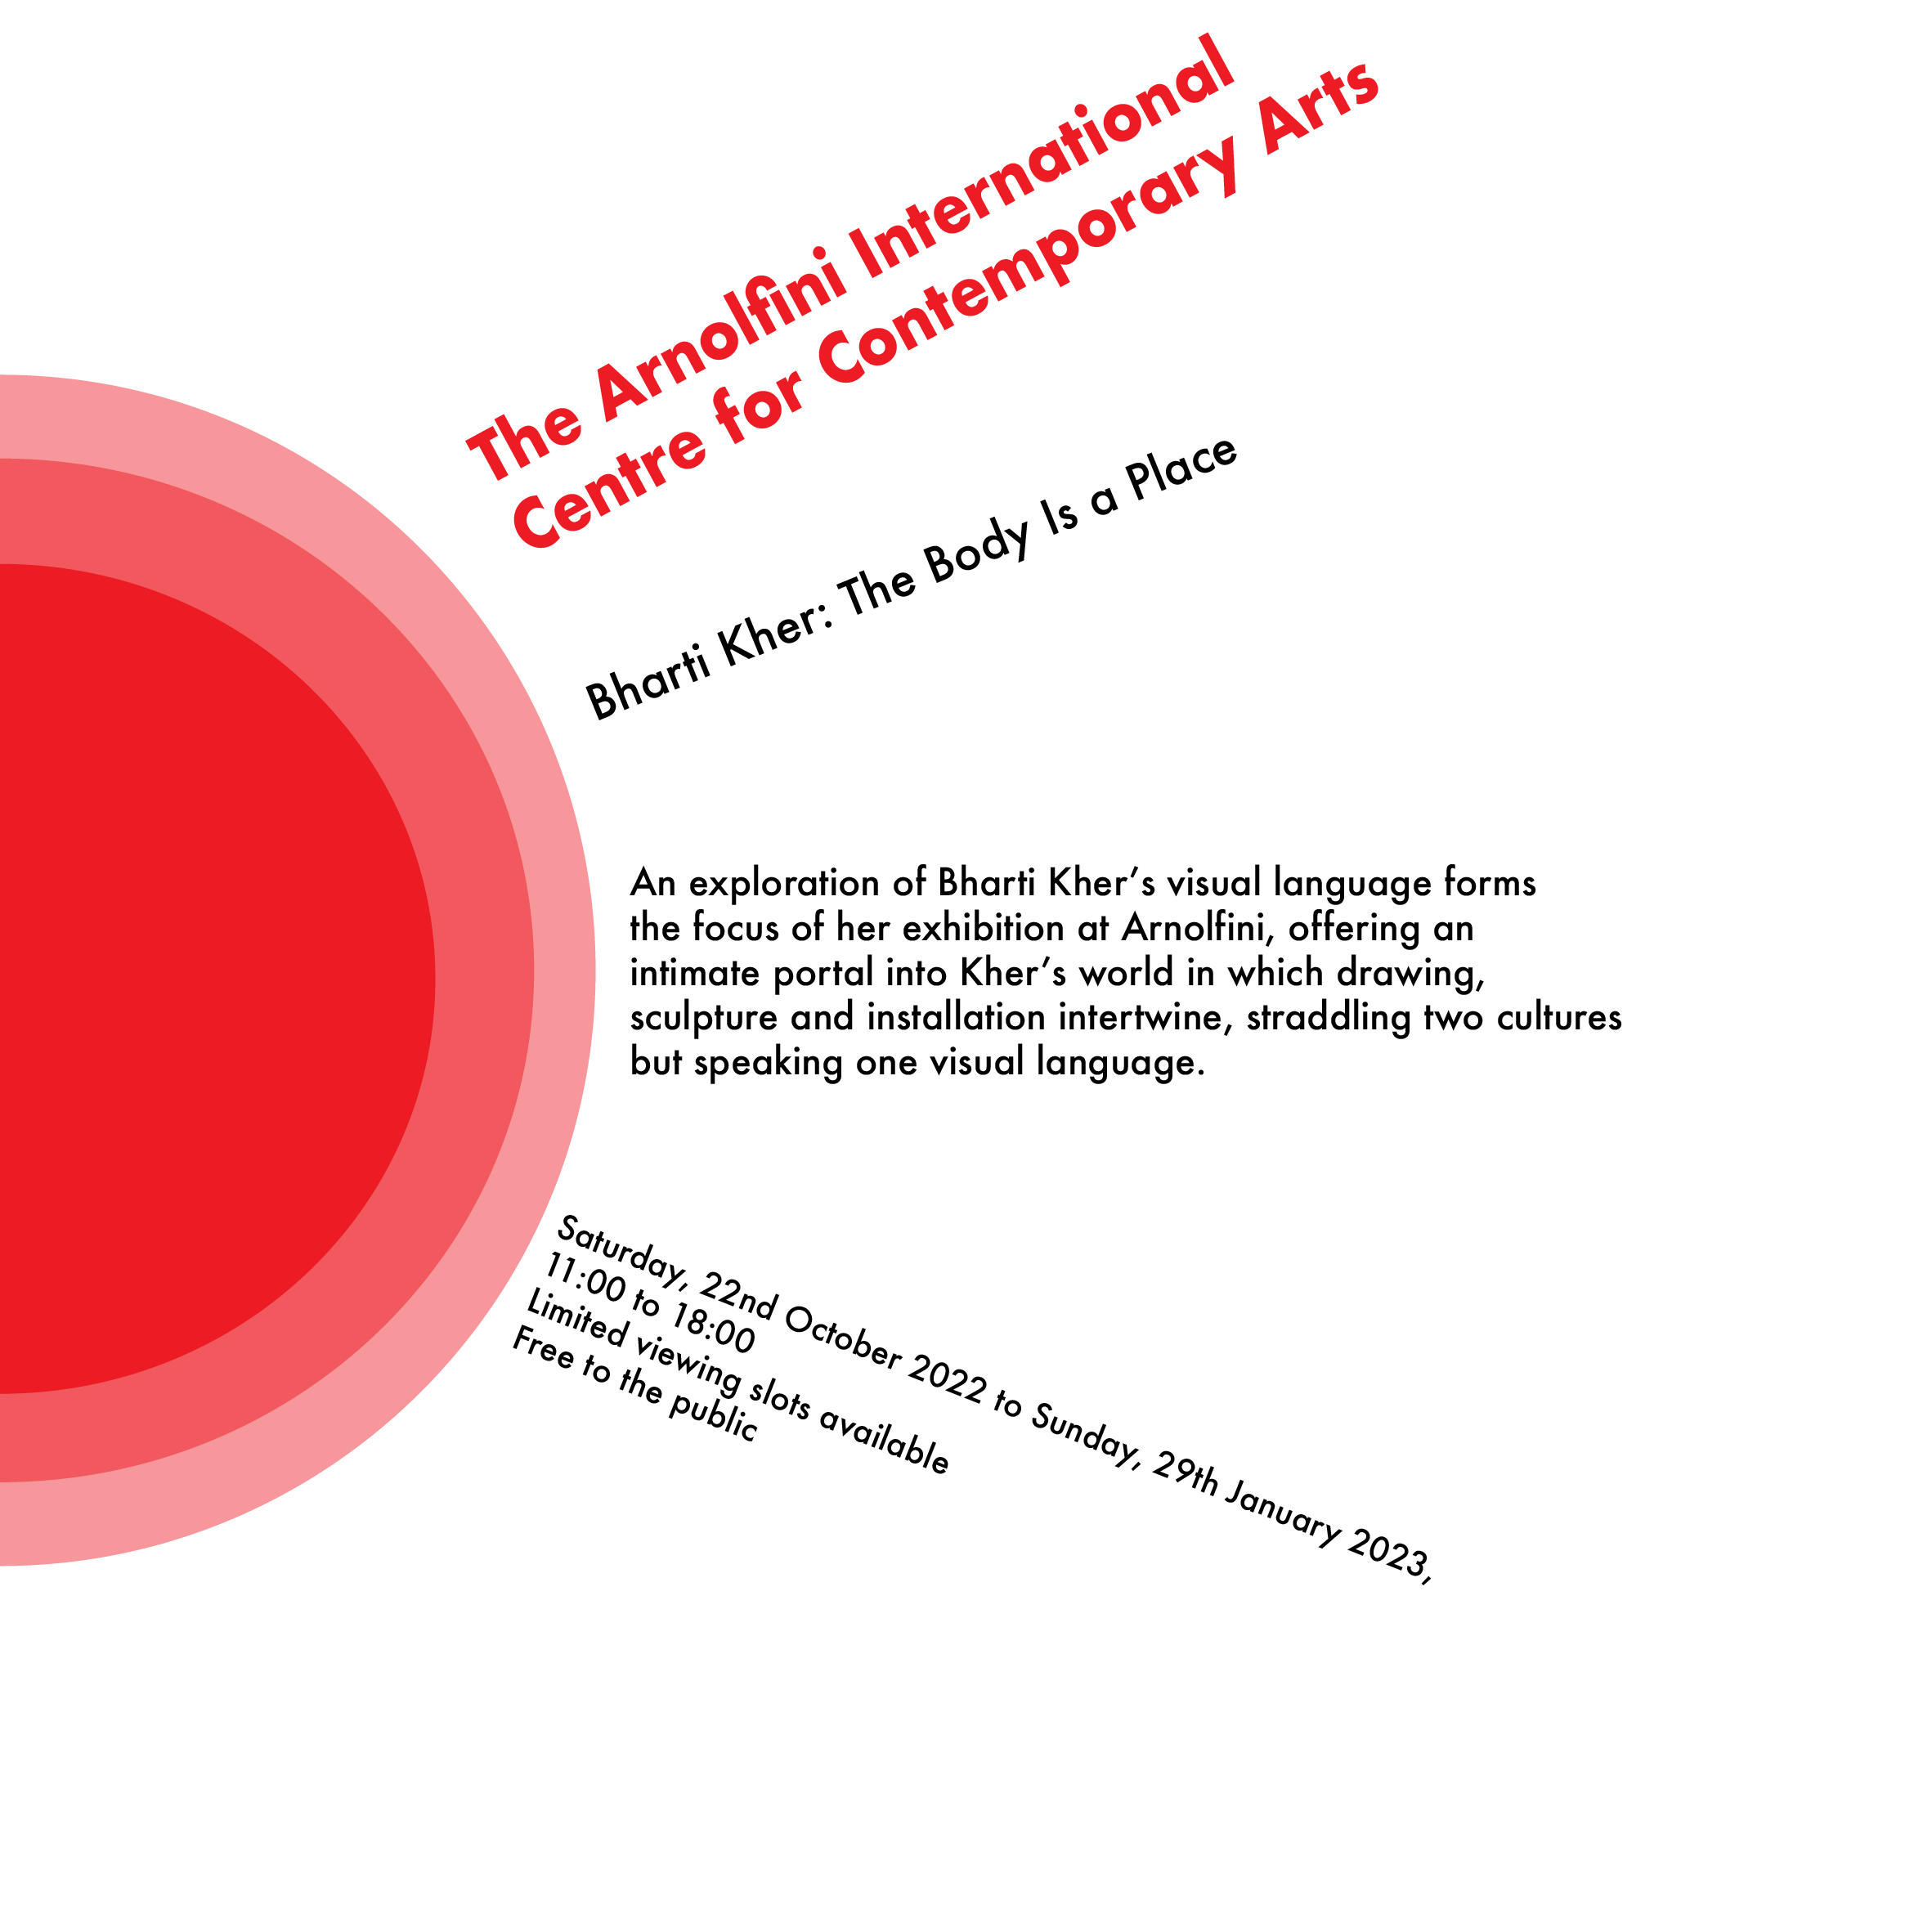 The Arnolfini International
Centre for Contemporary Arts
Bharti Kher: The Body Is a Place
An exploration of Bharti Kher’s visual language forms
the focus of her exhibition at Arnolfini, offering an
intimate portal into Kher’s world in which drawing,
sculpture and installation intertwine, straddling two cultures
but speaking one visual language.
Saturday, 22nd October 2022 to Sunday, 29th January 2023,
11:00 to 18:00
Limited viewing slots available
Free to the public